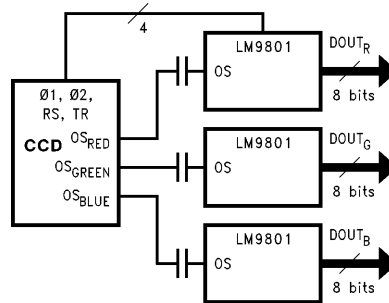 4
LM9801
DOUT_R
OS
8 bits
Ø1, Ø2,
RS, TR
CCD
OS_RED
OS_GREEN
OS_BLUE
LM9801
DOUT_G
OS
8 bits
LM9801
DOUT_B
OS
8 bits